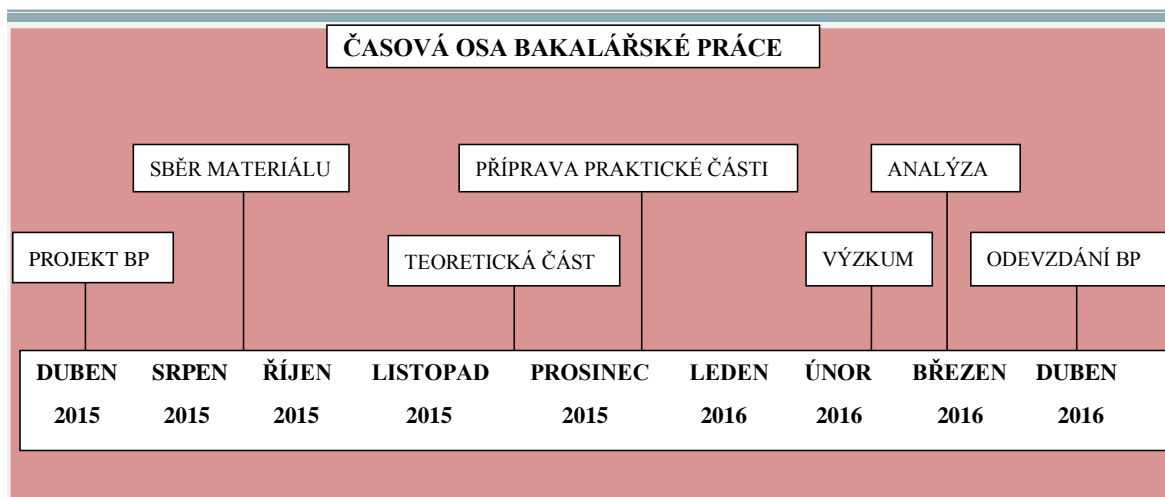 ČASOVÁ OSA BAKALÁŘSKÉ PRÁCE
SBĚR MATERIÁLU
PŘÍPRAVA PRAKTICKÉ ČÁSTI
ANALÝZA
PROJEKT BP
TEORETICKÁ ČÁST
VÝZKUM
ODEVZDÁNÍ BP
DUBEN SRPEN ŘÍJEN LISTOPAD PROSINEC LEDEN ÚNOR BŘEZEN DUBEN
2015 2015 2015 2015 2015 2016 2016 2016 2016